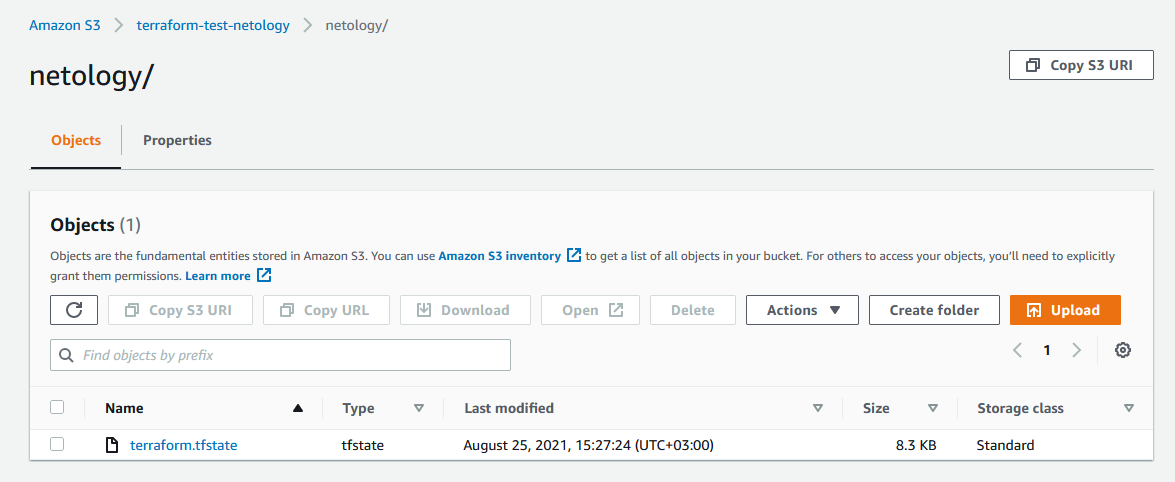 Amazon S3 > terraform-test-netology > netology/
netology/
Copy S3 URI
Objects
Properties
Objects (1)
Objects are the fundamental entities stored in Amazon S3. You can use Amazon S3 inventory to get a list of all objects in your bucket. For others to access your objects, you'll need to explicitly
grant them permissions. Learn more
Copy S3 URI Copy URL Download Open Delete Actions Create folder Upload
Find objects by prefix
1
Name Type Last modified Size Storage class
terraform.tfstate tfstate August 25, 2021, 15:27:24 (UTC+03:00) 8.3 KB Standard